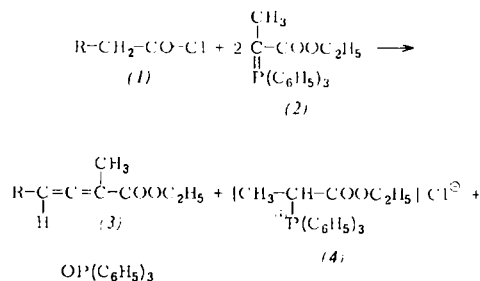 CH₃
R−CH₂−CO−Cl + 2 C−COOC₂H₅ ⟶
P(C₆H₅)₃
(1) (2)
CH₃
R−C=C=C−COOC₂H₅ + [CH₃−CH−COOC₂H₅] Cl⊖ +
H ⊕P(C₆H₅)₃
(3) (4)
OP(C₆H₅)₃